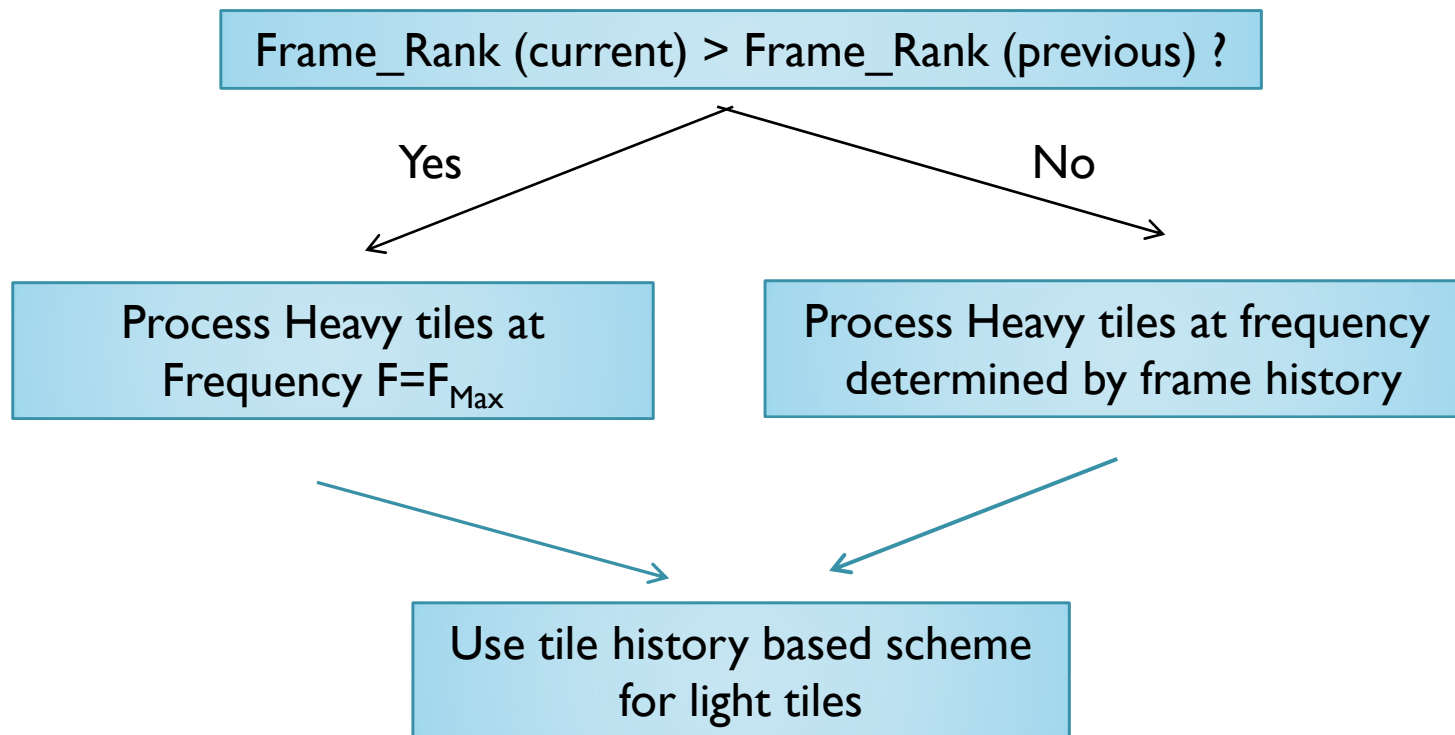 Frame_Rank (current) > Frame_Rank (previous) ?
Yes
No
Process Heavy tiles at
Frequency F=F_Max
Process Heavy tiles at frequency
determined by frame history
Use tile history based scheme
for light tiles